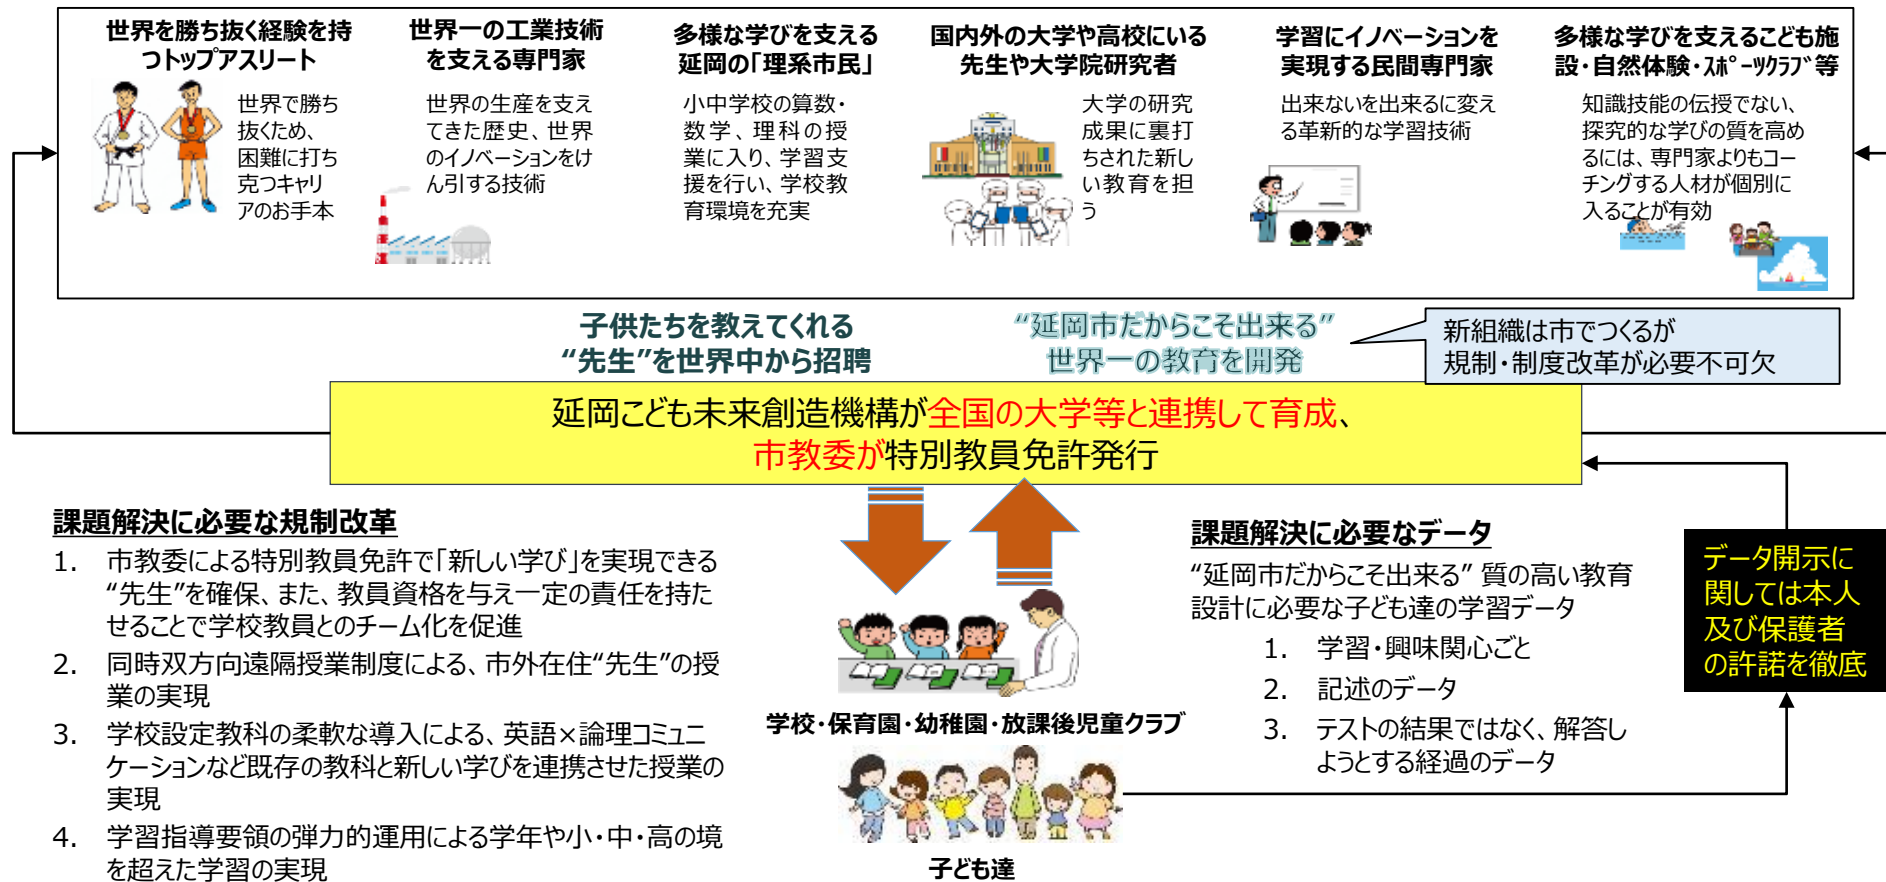 世界を勝ち抜く経験を持
つトップアスリート
世界で勝ち
抜くため、
困難に打ち
克つキャリ
アのお手本
世界一の工業技術
を支える専門家
世界の生産を支え
てきた歴史、世界
のイノベーションをけ
ん引する技術
多様な学びを支える
延岡の「理系市民」
小中学校の算数・
数学、理科の授
業に入り、学習支
援を行い、学校教
育環境を充実
国内外の大学や高校にいる
先生や大学院研究者
大学の研究
成果に裏打
ちされた新し
い教育を担
う
学習にイノベーションを
実現する民間専門家
出来ないを出来るに変え
る革新的な学習技術
多様な学びを支えるこども施
設・自然体験・ｽﾎﾟｰﾂｸﾗﾌﾞ等
知識技能の伝授でない、
探究的な学びの質を高め
るには、専門家よりもコー
チングする人材が個別に
入ることが有効
子供たちを教えてくれる
“先生”を世界中から招聘
“延岡市だからこそ出来る”
世界一の教育を開発
新組織は市でつくるが
規制・制度改革が必要不可欠
延岡こども未来創造機構が全国の大学等と連携して育成、
市教委が特別教員免許発行
課題解決に必要な規制改革
1. 市教委による特別教員免許で「新しい学び」を実現できる
“先生”を確保、また、教員資格を与え一定の責任を持た
せることで学校教員とのチーム化を促進
2. 同時双方向遠隔授業制度による、市外在住“先生”の授
業の実現
3. 学校設定教科の柔軟な導入による、英語×論理コミュニ
ケーションなど既存の教科と新しい学びを連携させた授業の
実現
4. 学習指導要領の弾力的運用による学年や小・中・高の境
を超えた学習の実現
学校・保育園・幼稚園・放課後児童クラブ
子ども達
課題解決に必要なデータ
“延岡市だからこそ出来る” 質の高い教育
設計に必要な子ども達の学習データ
1. 学習・興味関心ごと
2. 記述のデータ
3. テストの結果ではなく、解答し
ようとする経過のデータ
データ開示に
関しては本人
及び保護者
の許諾を徹底